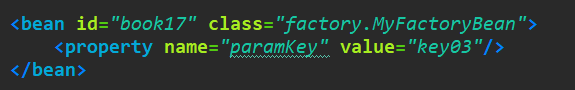 <bean id="book17" class="factory.MyFactoryBean">
<property name="paramKey" value="key03"/>
</bean>